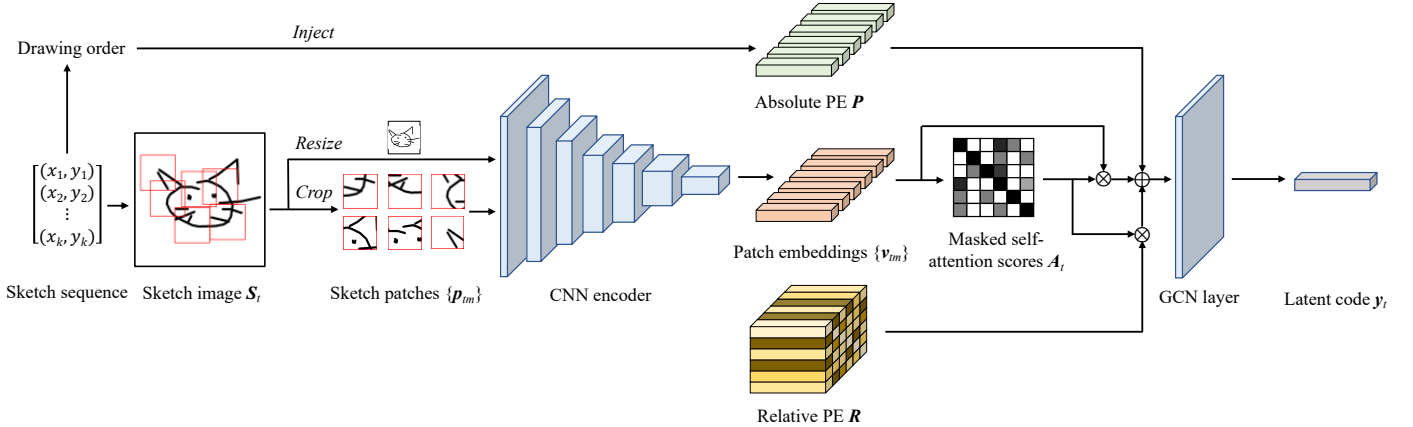 Drawing order
Inject
Absolute PE P
[(x₁, y₁)
(x₂, y₂)
⋮
(xₖ, yₖ)]
Sketch sequence
Sketch image Sₜ
Resize
Crop
Sketch patches {pₜₘ}
CNN encoder
Patch embeddings {vₜₘ}
Masked self-
attention scores Aₜ
Relative PE R
GCN layer
Latent code yₜ